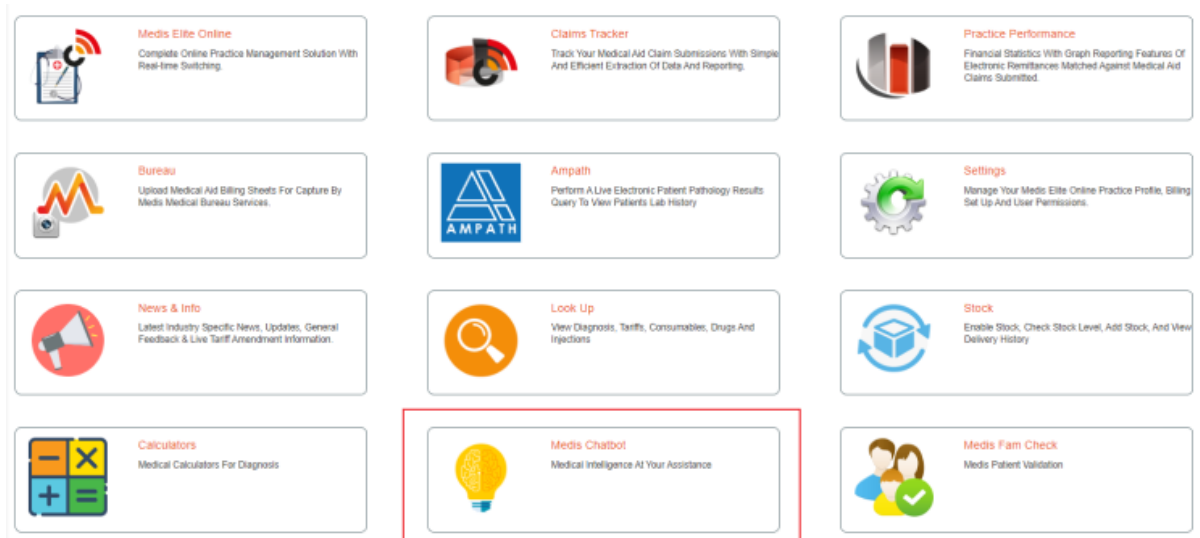 Medis Elite Online
Complete Online Practice Management Solution With
Real-time Switching.
Claims Tracker
Track Your Medical Aid Claim Submissions With Simple
And Efficient Extraction Of Data And Reporting.
Practice Performance
Financial Statistics With Graph Reporting Features Of
Electronic Remittances Matched Against Medical Aid
Claims Submitted.
Bureau
Upload Medical Aid Billing Sheets For Capture By
Medis Medical Bureau Services.
AMPATH
Ampath
Perform A Live Electronic Patient Pathology Results
Query To View Patients Lab History
Settings
Manage Your Medis Elite Online Practice Profile, Billing
Set Up And User Permissions.
News & Info
Latest Industry Specific News, Updates, General
Feedback & Live Tariff Amendment Information.
Look Up
View Diagnosis, Tariffs, Consumables, Drugs And
Injections
Stock
Enable Stock, Check Stock Level, Add Stock, And View
Delivery History
Calculators
Medical Calculators For Diagnosis
Medis Chatbot
Medical Intelligence At Your Assistance
Medis Fam Check
Medis Patient Validation